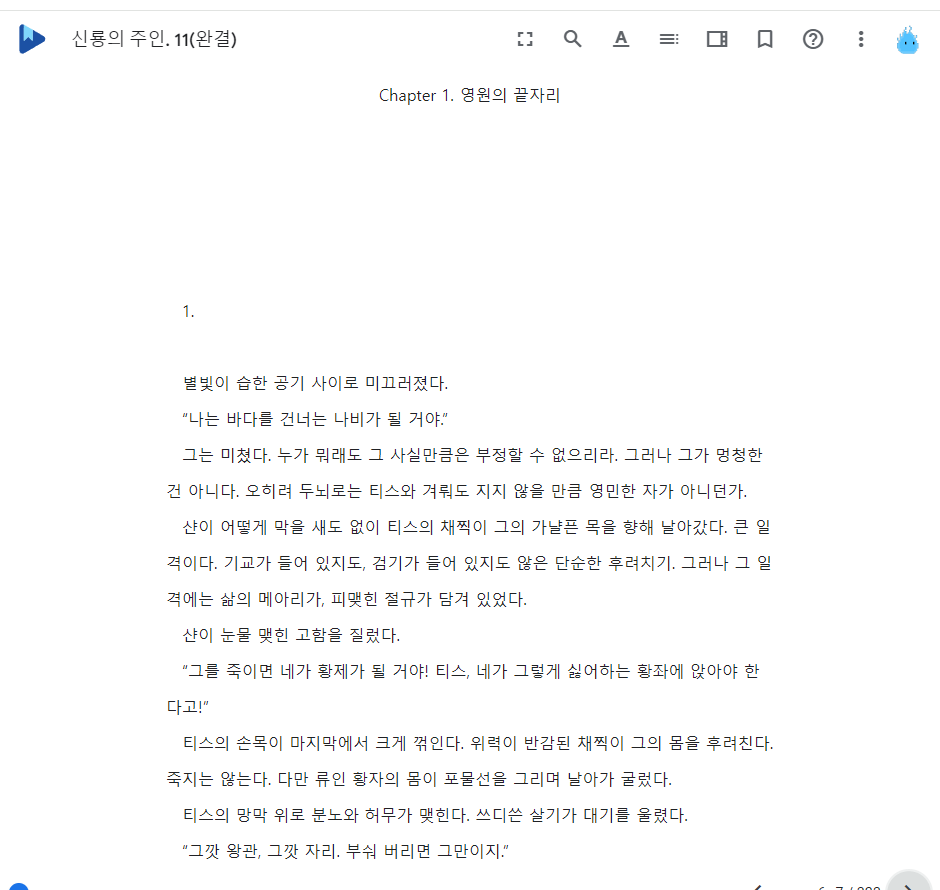 신룡의 주인. 11(완결)
Chapter 1. 영원의 끝자리
1.
별빛이 습한 공기 사이로 미끄러졌다.
“나는 바다를 건너는 나비가 될 거야.”
그는 미쳤다. 누가 뭐래도 그 사실만큼은 부정할 수 없으리라. 그러나 그가 멍청한
건 아니다. 오히려 두뇌로는 티스와 겨뤄도 지지 않을 만큼 영민한 자가 아니던가.
샨이 어떻게 막을 새도 없이 티스의 채찍이 그의 가냘픈 목을 향해 날아갔다. 큰 일
격이다. 기교가 들어 있지도, 검기가 들어 있지도 않은 단순한 후려치기. 그러나 그 일
격에는 삶의 메아리가, 피맺힌 절규가 담겨 있었다.
샨이 눈물 맺힌 고함을 질렀다.
“그를 죽이면 네가 황제가 될 거야! 티스, 네가 그렇게 싫어하는 황좌에 앉아야 한
다고!”
티스의 손목이 마지막에서 크게 꺾인다. 위력이 반감된 채찍이 그의 몸을 후려친다.
죽지는 않는다. 다만 류인 황자의 몸이 포물선을 그리며 날아가 굴렀다.
티스의 망막 위로 분노와 허무가 맺힌다. 쓰디쓴 살기가 대기를 울렸다.
“그깟 왕관, 그깟 자리. 부숴 버리면 그만이지.”